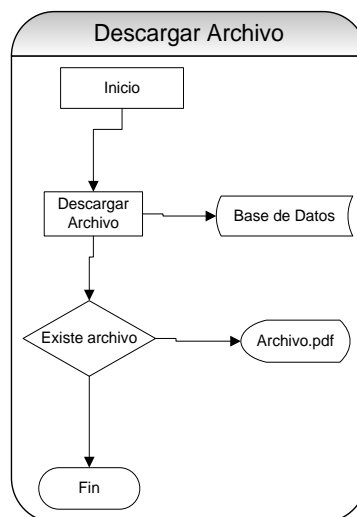 Descargar Archivo
Inicio
Descargar
Archivo
Base de Datos
Existe archivo
Archivo.pdf
Fin